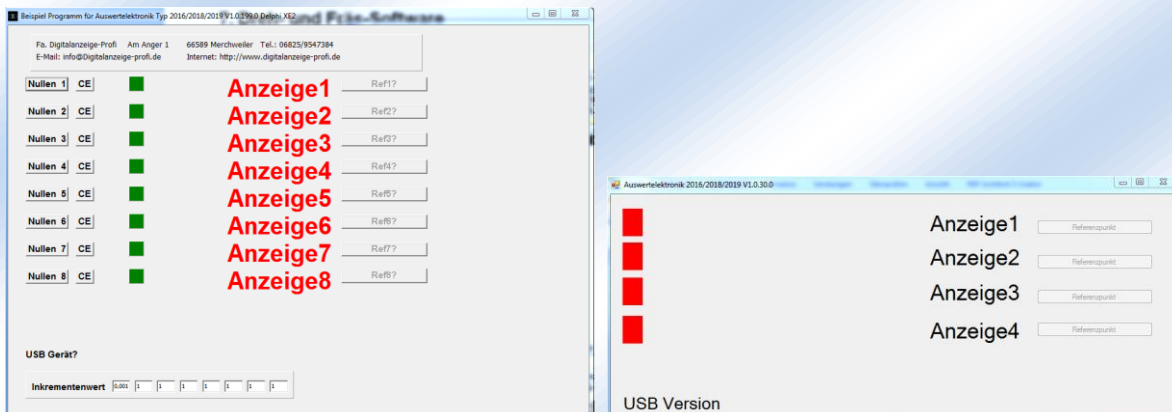 Beispiel Programm für Auswertelektronik Typ 2016/2018/2019 V1.0.199.0 Delphi XE2
7. Dreh- und Fräs-Software
Fa. Digitalanzeige-Profi Am Anger 1 66589 Merchweiler Tel.: 06825/9547384
E-Mail: info@Digitalanzeige-profi.de Internet: http://www.digitalanzeige-profi.de
Nullen 1 CE Anzeige1 Ref1?
Nullen 2 CE Anzeige2 Ref2?
Nullen 3 CE Anzeige3 Ref3?
Nullen 4 CE Anzeige4 Ref4?
Nullen 5 CE Anzeige5 Ref5?
Nullen 6 CE Anzeige6 Ref6?
Nullen 7 CE Anzeige7 Ref7?
Nullen 8 CE Anzeige8 Ref8?
USB Gerät?
Inkrementenwert 0,001 1 1 1 1 1 1 1
Auswertelektronik 2016/2018/2019 V1.0.30.0
Anzeige1 Referenzpunkt
Anzeige2 Referenzpunkt
Anzeige3 Referenzpunkt
Anzeige4 Referenzpunkt
USB Version